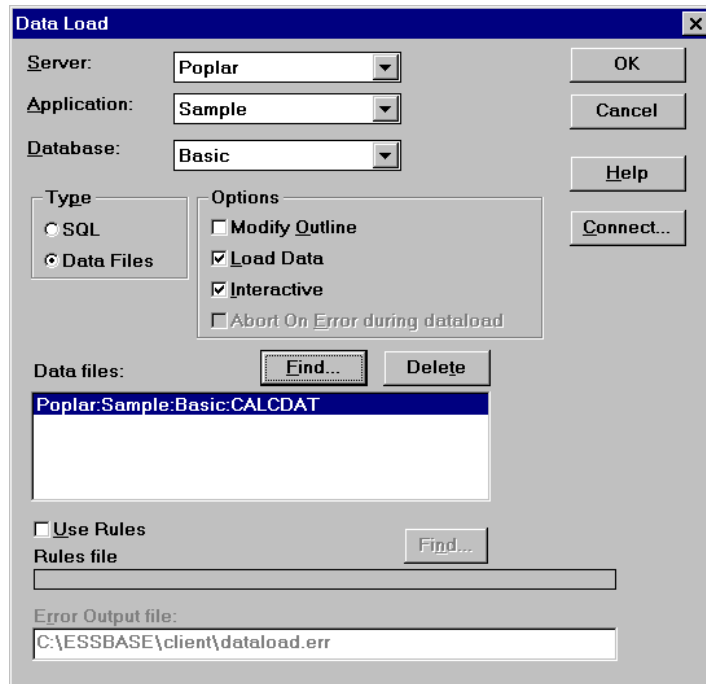 Data Load
Server: Poplar OK
Application: Sample Cancel
Database: Basic
Help
Type Options
SQL Modify Outline Connect...
Data Files Load Data
Interactive
Abort On Error during dataload
Data files: Find... Delete
Poplar:Sample:Basic:CALCDAT
Use Rules
Rules file Find...
Error Output file:
C:\ESSBASE\client\dataload.err